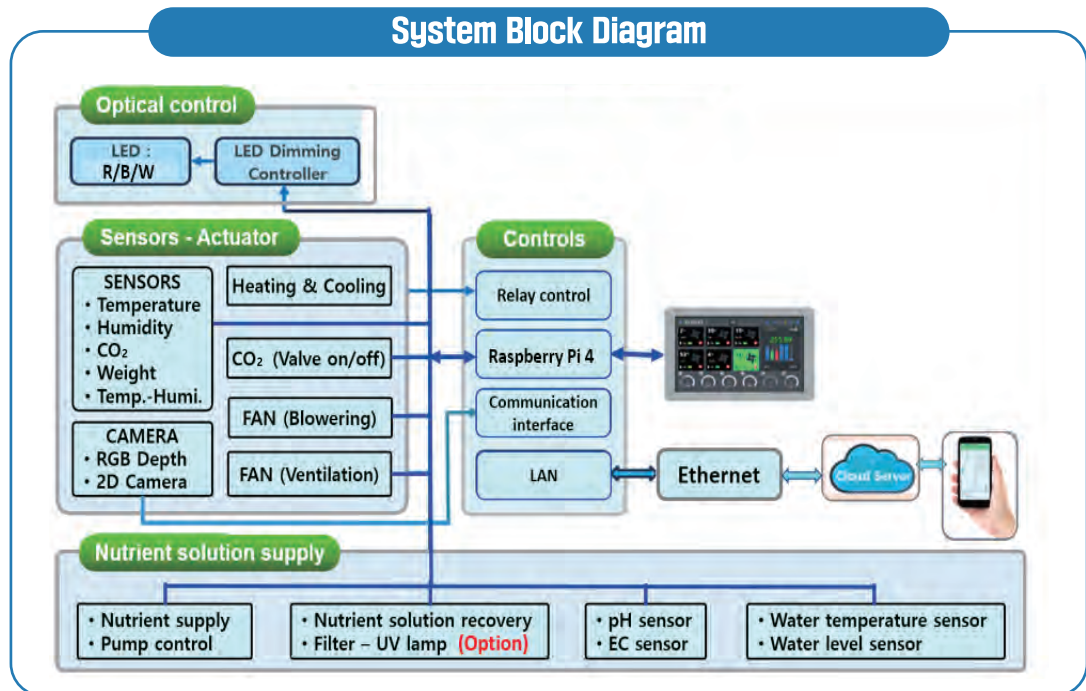 System Block Diagram
Optical control
LED :
R/B/W
LED Dimming
Controller
Sensors - Actuator
SENSORS
• Temperature
• Humidity
• CO₂
• Weight
• Temp.-Humi.
CAMERA
• RGB Depth
• 2D Camera
Heating & Cooling
CO₂ (Valve on/off)
FAN (Blowering)
FAN (Ventilation)
Controls
Relay control
Raspberry Pi 4
Communication
interface
LAN
Ethernet
Cloud Server
Nutrient solution supply
• Nutrient supply
• Pump control
• Nutrient solution recovery
• Filter – UV lamp (Option)
• pH sensor
• EC sensor
• Water temperature sensor
• Water level sensor